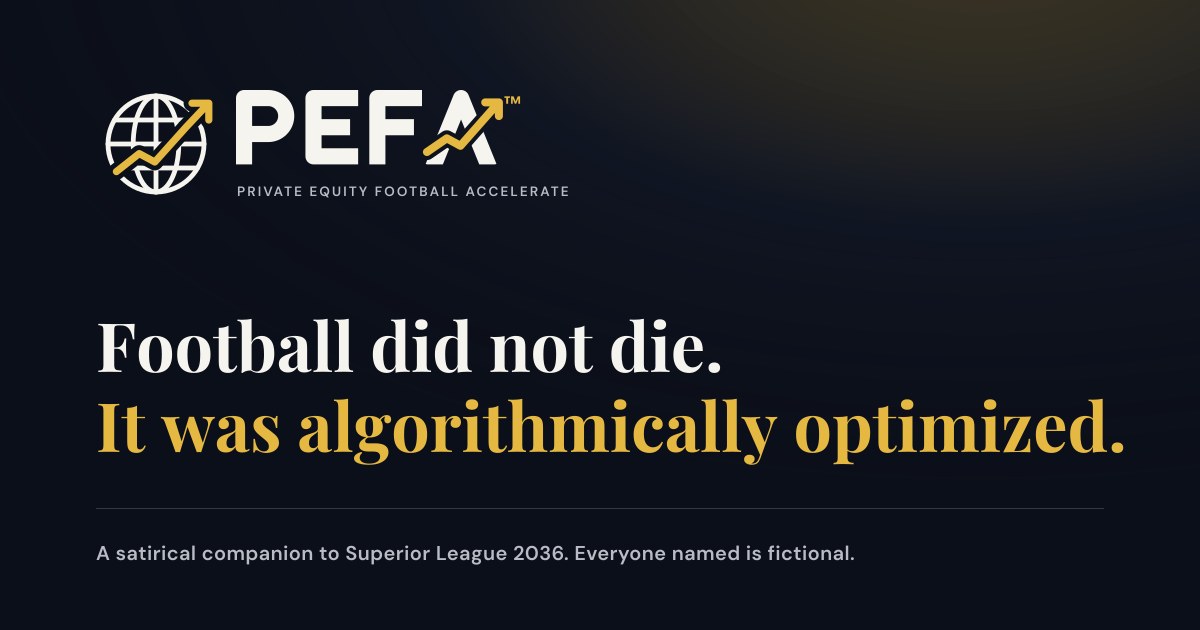 PEFA™
PRIVATE EQUITY FOOTBALL ACCELERATE
Football did not die.
It was algorithmically optimized.
A satirical companion to Superior League 2036. Everyone named is fictional.